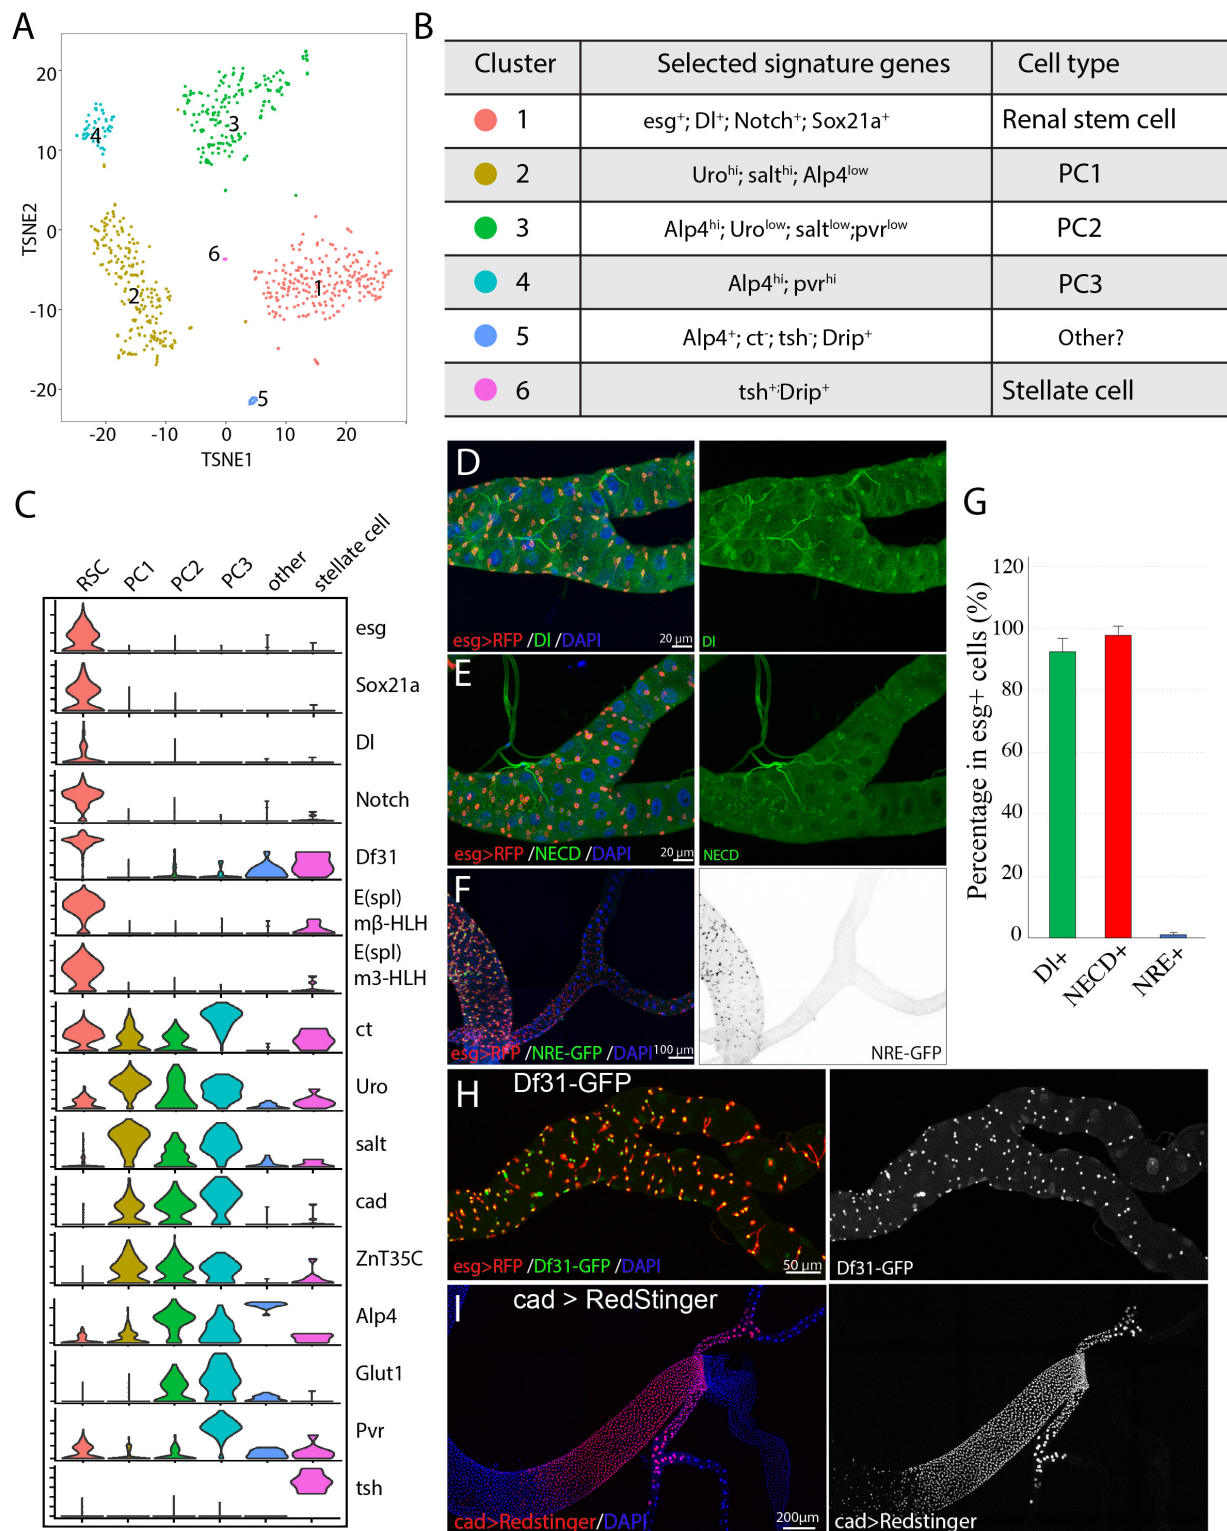 A
20
10
0
-10
-20
TSNE2
-20
-10
0
10
20
TSNE1
1
2
3
4
5
6
B
Cluster Selected signature genes Cell type
1 esg+; Dl+; Notch+; Sox21a+ Renal stem cell
2 Uro^hi; salt^hi; Alp4^low PC1
3 Alp4^hi; Uro^low; salt^low;pvr^low PC2
4 Alp4^hi; pvr^hi PC3
5 Alp4+; ct-; tsh-; Drip+ Other?
6 tsh+;Drip+ Stellate cell
C
RSC
PC1
PC2
PC3
other
stellate cell
esg
Sox21a
Dl
Notch
Df31
E(spl)
mβ-HLH
E(spl)
m3-HLH
ct
Uro
salt
cad
ZnT35C
Alp4
Glut1
Pvr
tsh
D
esg>RFP /Dl /DAPI
20 µm
Dl
E
esg>RFP /NECD /DAPI
20 µm
NECD
F
esg>RFP /NRE-GFP /DAPI
100 µm
NRE-GFP
G
Percentage in esg+ cells (%)
120
100
80
60
40
20
0
Dl+
NECD+
NRE+
H
Df31-GFP
esg>RFP /Df31-GFP /DAPI
50 µm
Df31-GFP
I
cad > RedStinger
cad>Redstinger/DAPI
200µm
cad>Redstinger